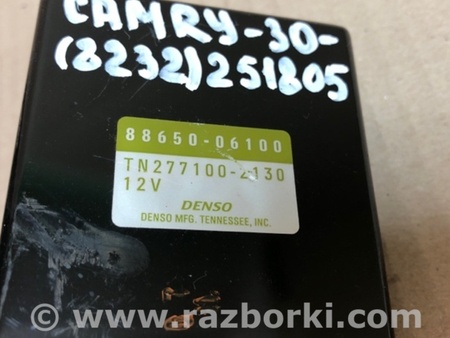 CAMRY-30-
(8232)251805
88650-06100
TN277100-2130
12V
DENSO
DENSO MFG. TENNESSEE, INC.
© www.razborki.com